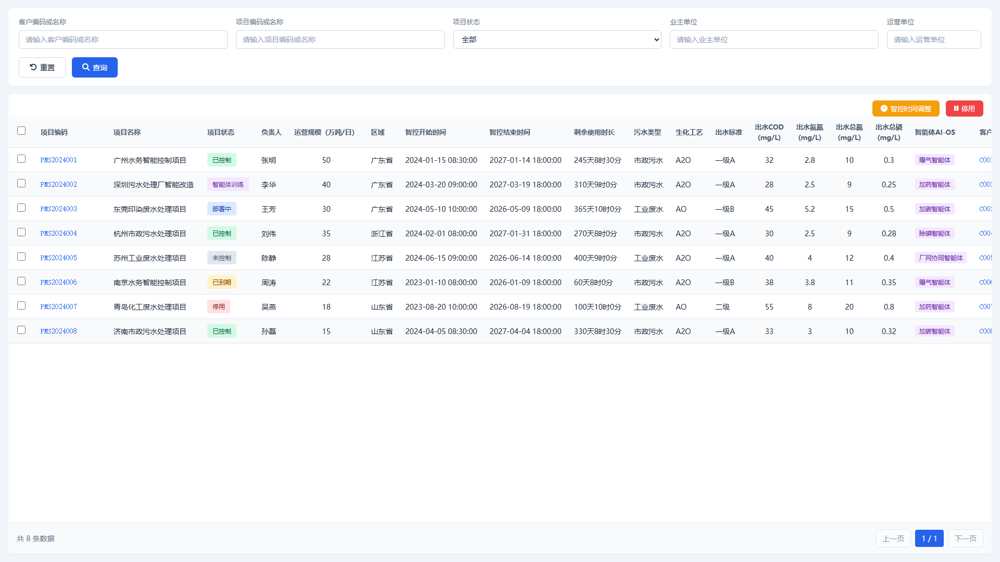 客户编码或名称 项目编码或名称 项目状态 业主单位 运营单位
请输入客户编码或名称 请输入项目编码或名称 全部 请输入业主单位 请输入运营单位
重置 查询
智控时间调整 停用
项目编码 项目名称 项目状态 负责人 运营规模（万吨/日） 区域 智控开始时间 智控结束时间 剩余使用时长 污水类型 生化工艺 出水标准 出水COD (mg/L) 出水氨氮 (mg/L) 出水总氮 (mg/L) 出水总磷 (mg/L) 智能体AI-OS 客户
PMS2024001 广州水务智能控制项目 已控制 张明 50 广东省 2024-01-15 08:30:00 2027-01-14 18:00:00 245天8时30分 市政污水 A2O 一级A 32 2.8 10 0.3 曝气智能体 C001
PMS2024002 深圳污水处理厂智能改造 智能体训练 李华 40 广东省 2024-03-20 09:00:00 2027-03-19 18:00:00 310天9时0分 市政污水 A2O 一级A 28 2.5 9 0.25 加药智能体 C002
PMS2024003 东莞印染废水处理项目 部署中 王芳 30 广东省 2024-05-10 10:00:00 2026-05-09 18:00:00 365天10时0分 工业废水 AO 一级B 45 5.2 15 0.5 加碳智能体 C003
PMS2024004 杭州市政污水处理项目 已控制 刘伟 35 浙江省 2024-02-01 08:00:00 2027-01-31 18:00:00 270天8时0分 市政污水 A2O 一级A 30 2.5 9 0.28 除磷智能体 C004
PMS2024005 苏州工业废水处理项目 未控制 陈静 28 江苏省 2024-06-15 09:00:00 2026-06-14 18:00:00 400天9时0分 工业废水 A2O 一级A 40 4 12 0.4 厂网协同智能体 C005
PMS2024006 南京水务智能控制项目 已到期 周涛 22 江苏省 2023-01-10 08:00:00 2026-01-09 18:00:00 60天8时0分 市政污水 A2O 一级B 38 3.8 11 0.35 曝气智能体 C006
PMS2024007 青岛化工废水处理项目 停用 吴燕 18 山东省 2023-08-20 10:00:00 2026-08-19 18:00:00 100天10时0分 工业废水 AO 二级 55 8 20 0.8 加药智能体 C007
PMS2024008 济南市政污水处理项目 已控制 孙磊 15 山东省 2024-04-05 08:30:00 2027-04-04 18:00:00 330天8时30分 市政污水 A2O 一级A 33 3 10 0.32 加碳智能体 C008
共 8 条数据 上一页 1 / 1 下一页